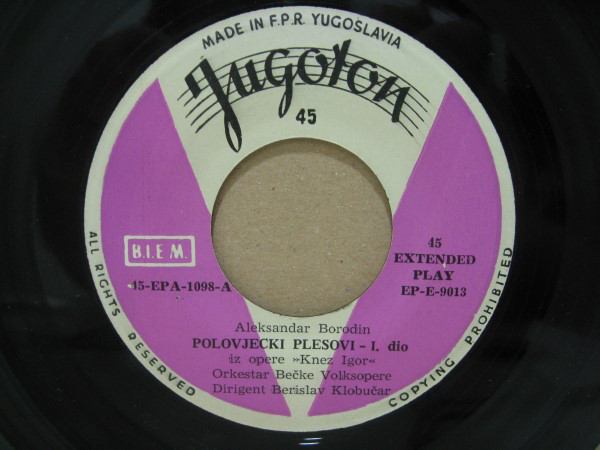 MADE IN F.P.R. YUGOSLAVIA
Jugoton
45
B.I.E.M.
45-EPA-1098-A
45
EXTENDED
PLAY
EP-E-9013
Aleksandar Borodin
POLOVJECKI PLESOVI - I. dio
iz opere »Knez Igor«
Orkestar Bečke Volksopere
Dirigent Berislav Klobučar
ALL RIGHTS RESERVED
COPYING PROHIBITED